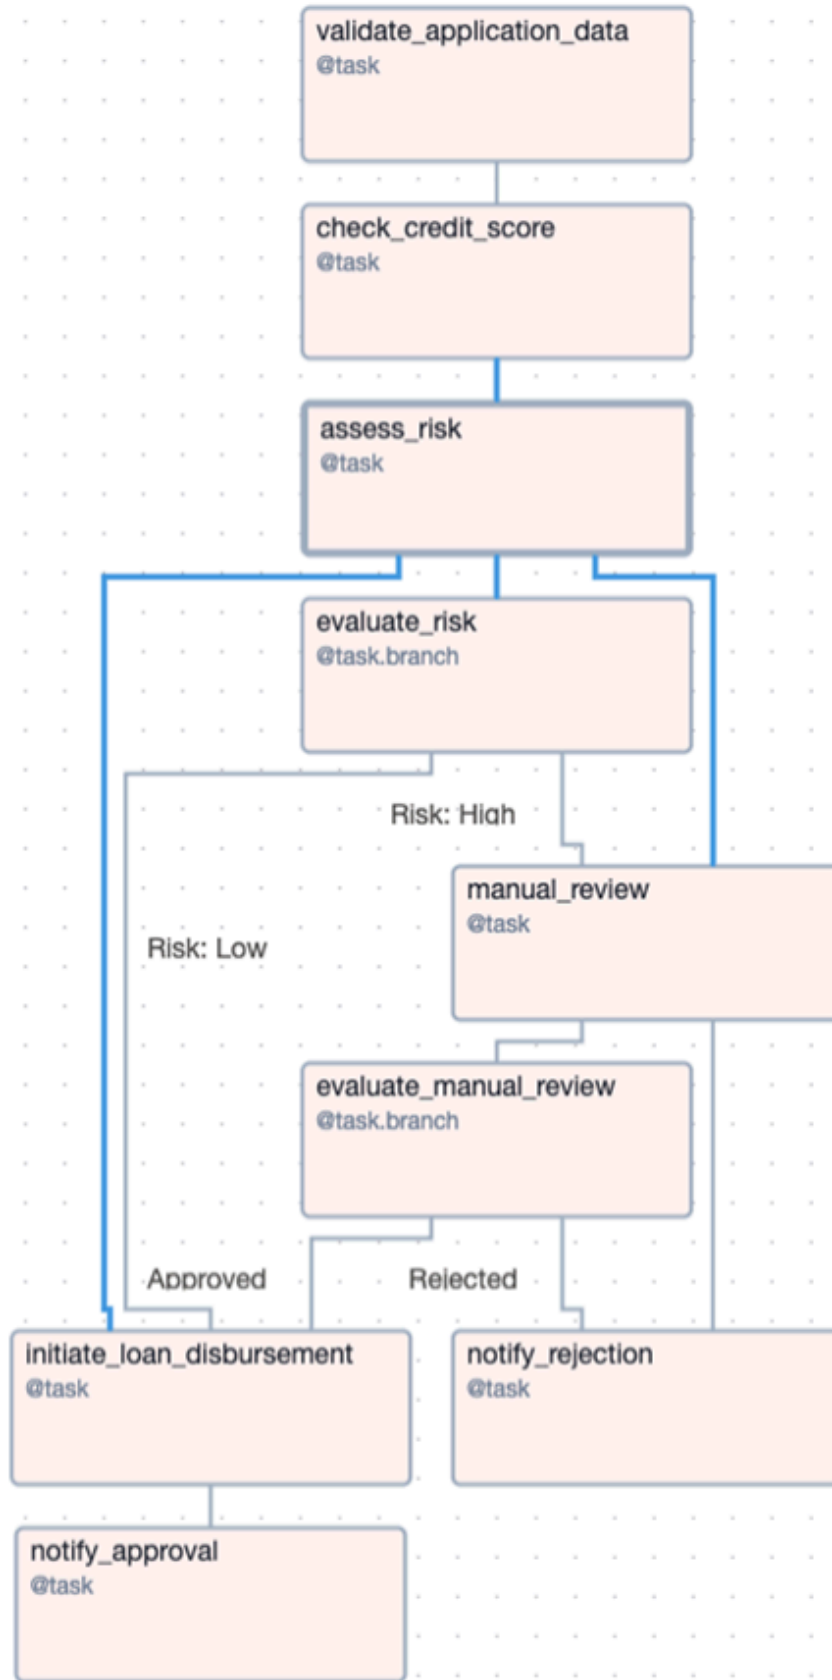 validate_application_data
@task
check_credit_score
@task
assess_risk
@task
evaluate_risk
@task.branch
Risk: High
manual_review
@task
Risk: Low
evaluate_manual_review
@task.branch
Approved
Rejected
initiate_loan_disbursement
@task
notify_rejection
@task
notify_approval
@task